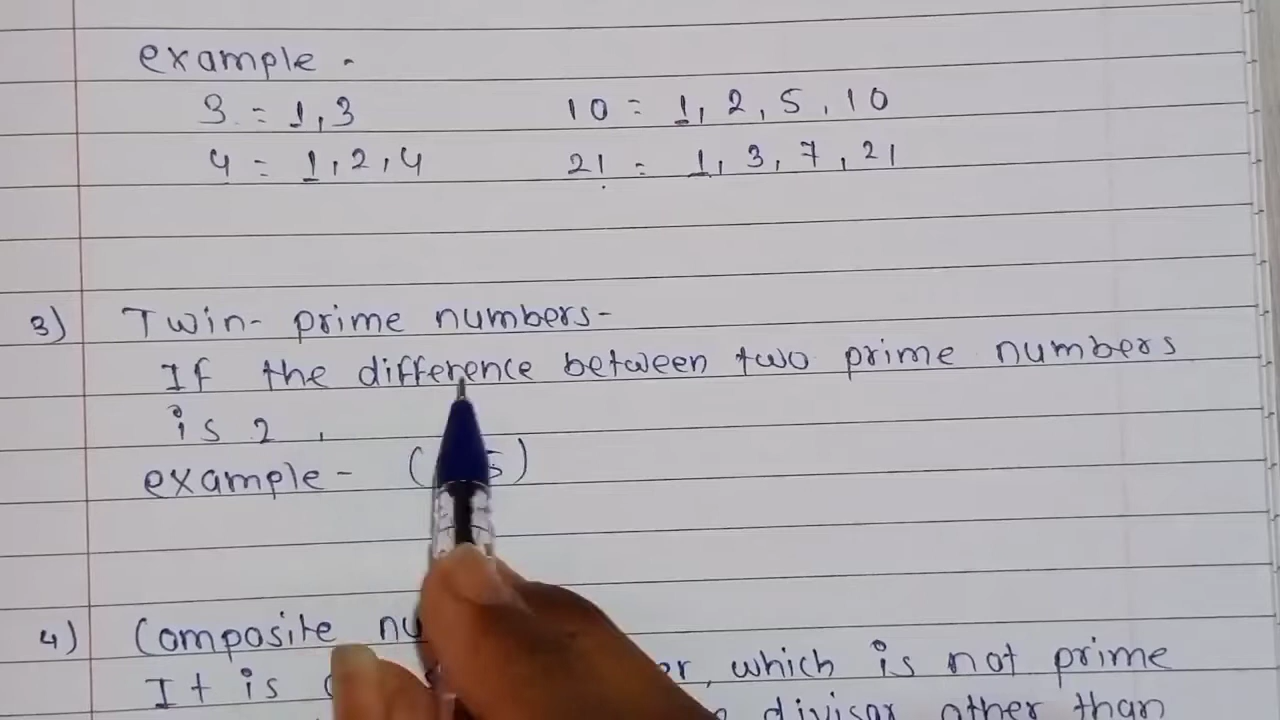 example -
3 = 1,3 10 = 1, 2, 5, 10
4 = 1, 2, 4 21 = 1, 3, 7, 21
3) Twin- prime numbers-
If the difference between two prime numbers
is 2,
example - ( 5)
4) Composite
It is which is not prime
divisor other than